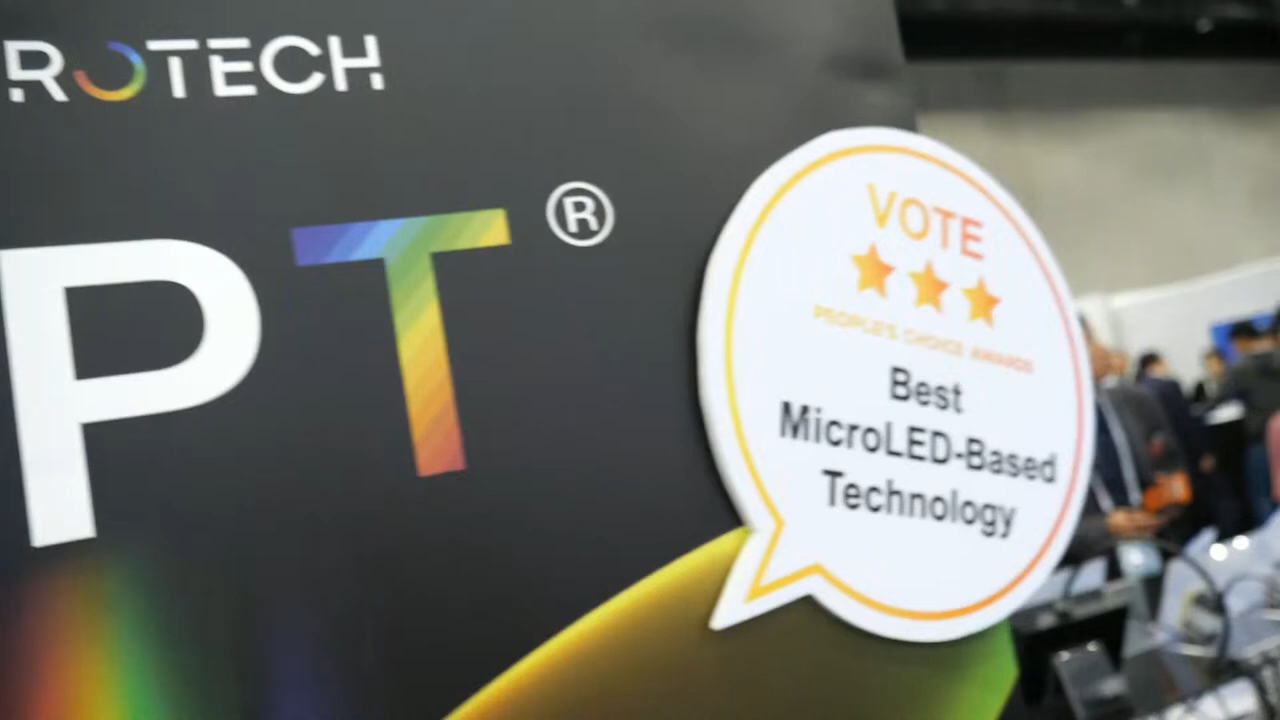 ROTECH
PT®
VOTE
PEOPLE'S CHOICE AWARDS
Best
MicroLED-Based
Technology